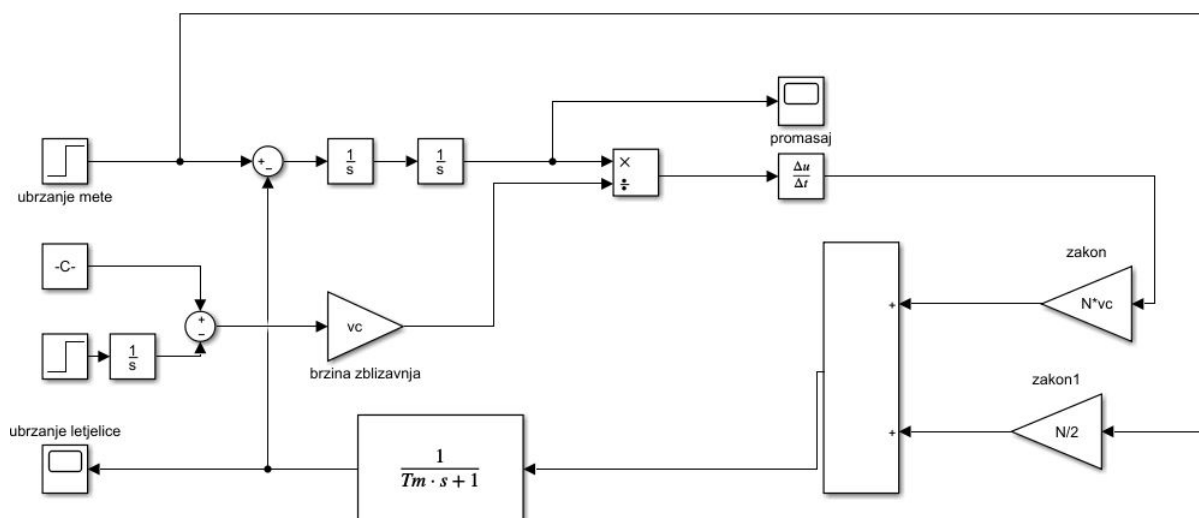 promasaj
+
−
1
s
1
s
×
÷
Δu
Δt
ubrzanje mete
-C-
+
−
zakon
+
N*vc
vc
1
s
brzina zblizavnja
zakon1
+
N/2
ubrzanje letjelice
1
Tm · s + 1